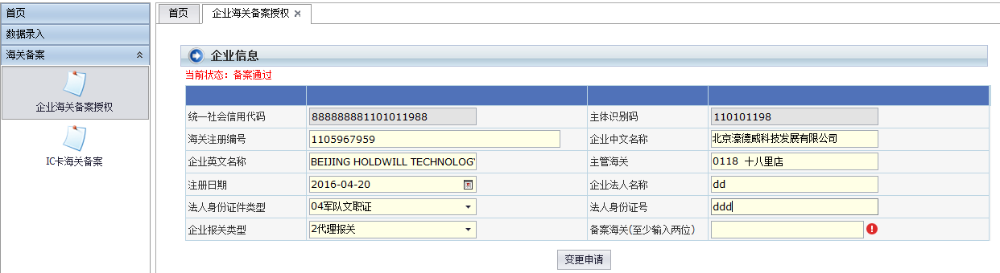 首页
数据录入
海关备案
企业海关备案授权
IC卡海关备案
首页 企业海关备案授权
企业信息
当前状态：备案通过
统一社会信用代码 888888881101011988 主体识别码 110101198
海关注册编号 1105967959 企业中文名称 北京濠德威科技发展有限公司
企业英文名称 BEIJING HOLDWILL TECHNOLOGY 主管海关 0118 十八里店
注册日期 2016-04-20 企业法人名称 dd
法人身份证件类型 04军队文职证 法人身份证号 ddd
企业报关类型 2代理报关 备案海关(至少输入两位)
变更申请